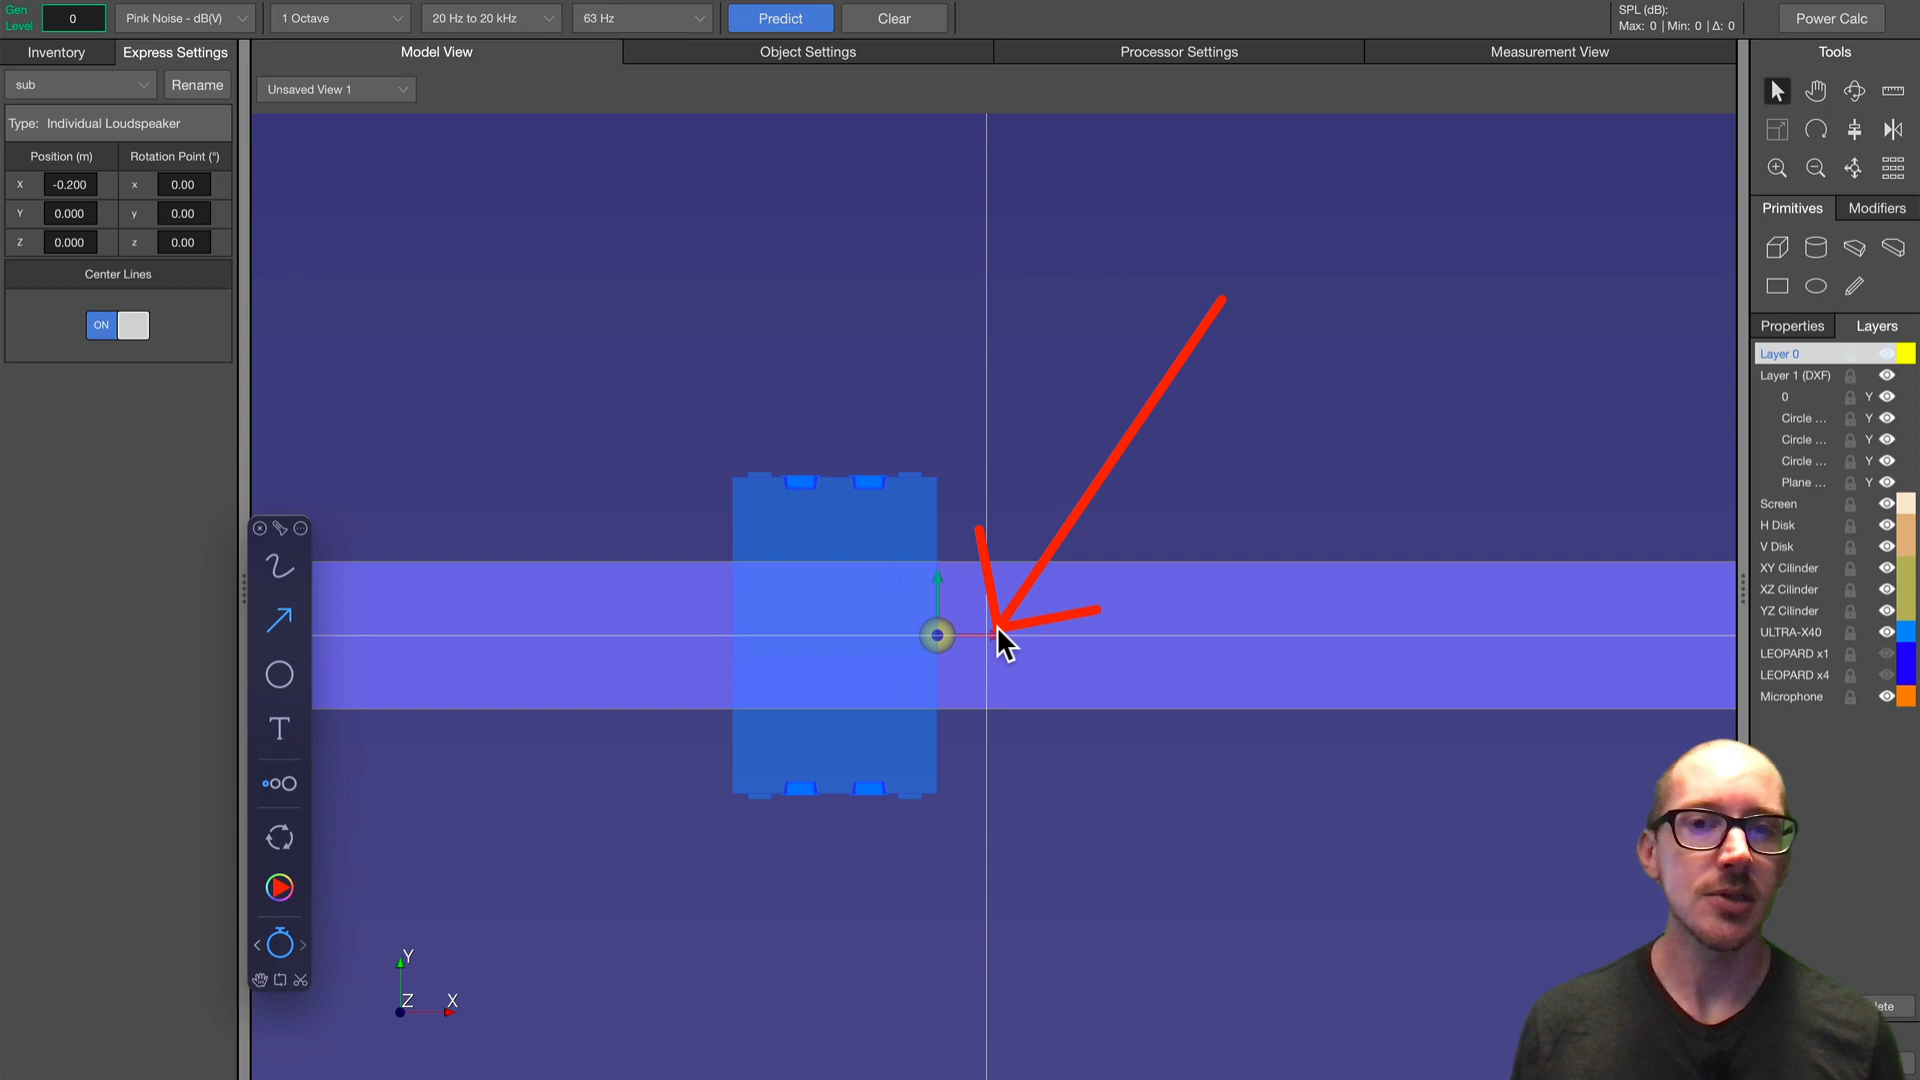 Gen
Level
0
Pink Noise - dB(V)
1 Octave
20 Hz to 20 kHz
63 Hz
Predict
Clear
SPL (dB):
Max: 0 | Min: 0 | Δ: 0
Power Calc
Inventory
Express Settings
Model View
Object Settings
Processor Settings
Measurement View
Tools
sub
Rename
Unsaved View 1
Type: Individual Loudspeaker
Position (m)
Rotation Point (°)
X -0.200 x 0.00
Y 0.000 y 0.00
Z 0.000 z 0.00
Center Lines
ON
Primitives
Modifiers
Properties
Layers
Layer 0
Layer 1 (DXF)
0 Y
Circle ... Y
Circle ... Y
Circle ... Y
Plane ... Y
Screen
H Disk
V Disk
XY Cilinder
XZ Cilinder
YZ Cilinder
ULTRA-X40
LEOPARD x1
LEOPARD x4
Microphone
T
Y
Z
X